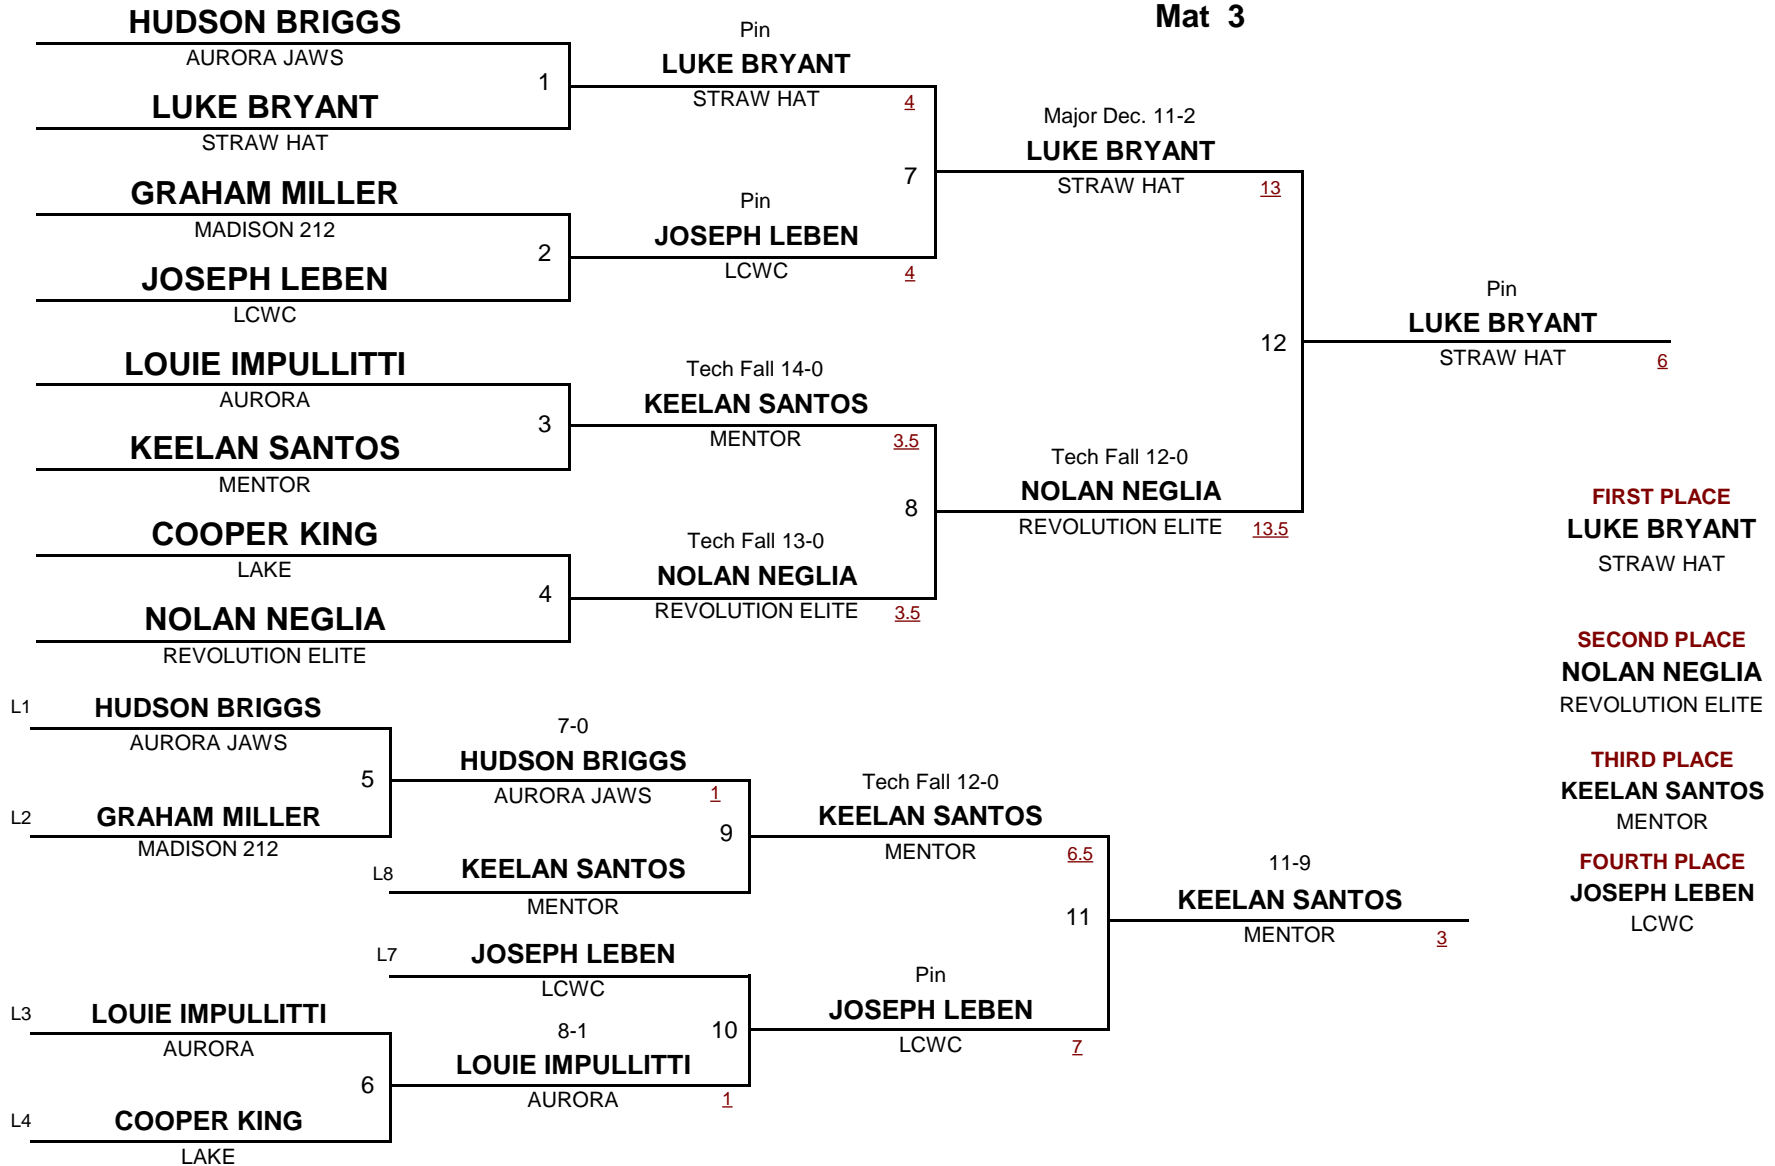 Mat 3
HUDSON BRIGGS
AURORA JAWS
1
LUKE BRYANT
STRAW HAT
GRAHAM MILLER
MADISON 212
2
JOSEPH LEBEN
LCWC
LOUIE IMPULLITTI
AURORA
3
KEELAN SANTOS
MENTOR
COOPER KING
LAKE
4
NOLAN NEGLIA
REVOLUTION ELITE
Pin
LUKE BRYANT
STRAW HAT 4
7
Pin
JOSEPH LEBEN
LCWC 4
Tech Fall 14-0
KEELAN SANTOS
MENTOR 3.5
8
Tech Fall 13-0
NOLAN NEGLIA
REVOLUTION ELITE 3.5
Major Dec. 11-2
LUKE BRYANT
STRAW HAT 13
12
Tech Fall 12-0
NOLAN NEGLIA
REVOLUTION ELITE 13.5
Pin
LUKE BRYANT
STRAW HAT 6
FIRST PLACE
LUKE BRYANT
STRAW HAT
SECOND PLACE
NOLAN NEGLIA
REVOLUTION ELITE
THIRD PLACE
KEELAN SANTOS
MENTOR
FOURTH PLACE
JOSEPH LEBEN
LCWC
L1 HUDSON BRIGGS
AURORA JAWS
5
L2 GRAHAM MILLER
MADISON 212
L3 LOUIE IMPULLITTI
AURORA
6
L4 COOPER KING
LAKE
7-0
HUDSON BRIGGS
AURORA JAWS 1
9
L8 KEELAN SANTOS
MENTOR
L7 JOSEPH LEBEN
LCWC
8-1 10
LOUIE IMPULLITTI
AURORA 1
Tech Fall 12-0
KEELAN SANTOS
MENTOR 6.5
11
Pin
JOSEPH LEBEN
LCWC 7
11-9
KEELAN SANTOS
MENTOR 3